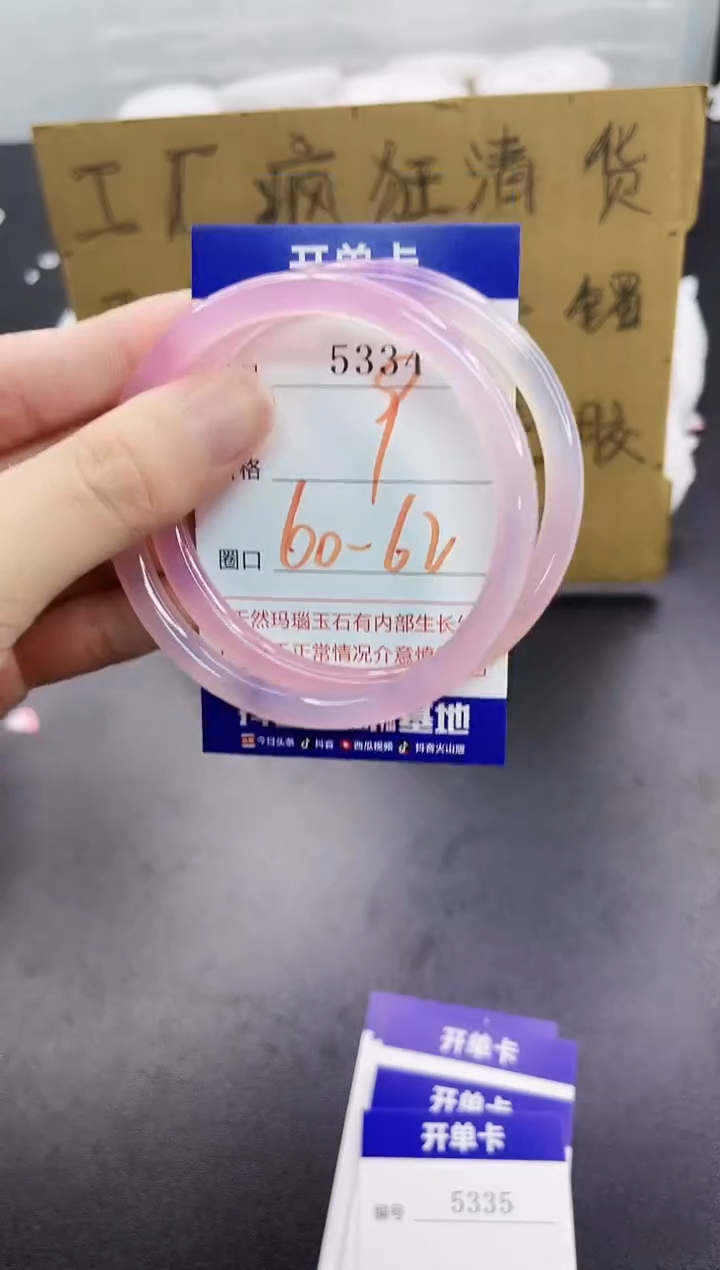 工厂疯狂清货
镯
胶
开单卡
5334
格
9
圈口 60-62
天然玛瑙玉石有内部生长
正常情况介意慎
基地
今日头条 抖音 西瓜视频 抖音火山版
开单卡
开单卡
开单卡
编号 5335